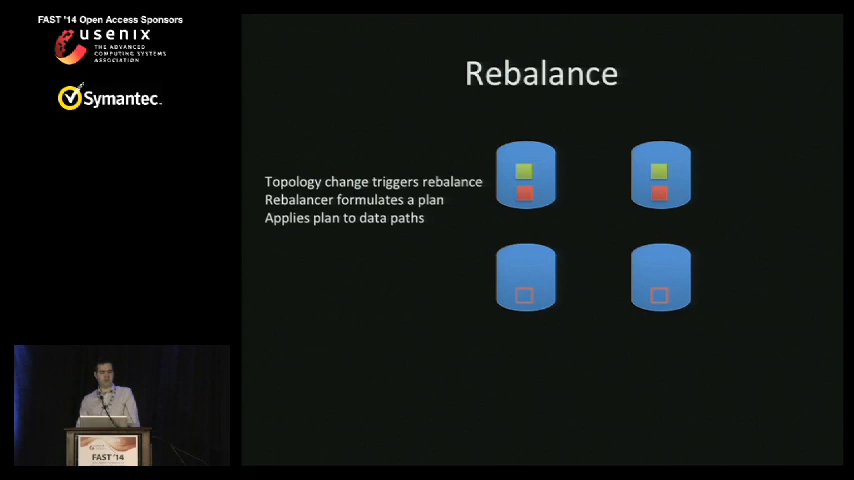 FAST '14 Open Access Sponsors
usenix
THE ADVANCED
COMPUTING SYSTEMS
ASSOCIATION
Symantec.
Rebalance
Topology change triggers rebalance
Rebalancer formulates a plan
Applies plan to data paths
FAST '14